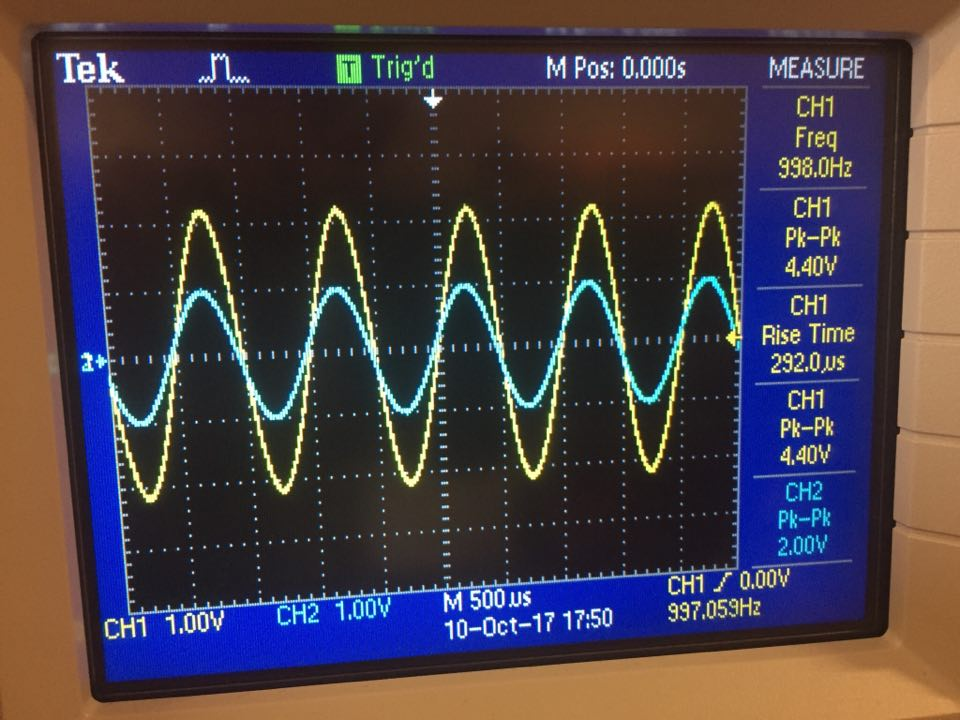 Tek T Trig'd M Pos: 0.000s MEASURE
CH1
Freq
998.0Hz
CH1
Pk-Pk
4.40V
CH1
Rise Time
292.0µs
CH1
Pk-Pk
4.40V
CH2
Pk-Pk
2.00V
CH1 1.00V CH2 1.00V M 500µs CH1 0.00V
10-Oct-17 17:50 997.059Hz